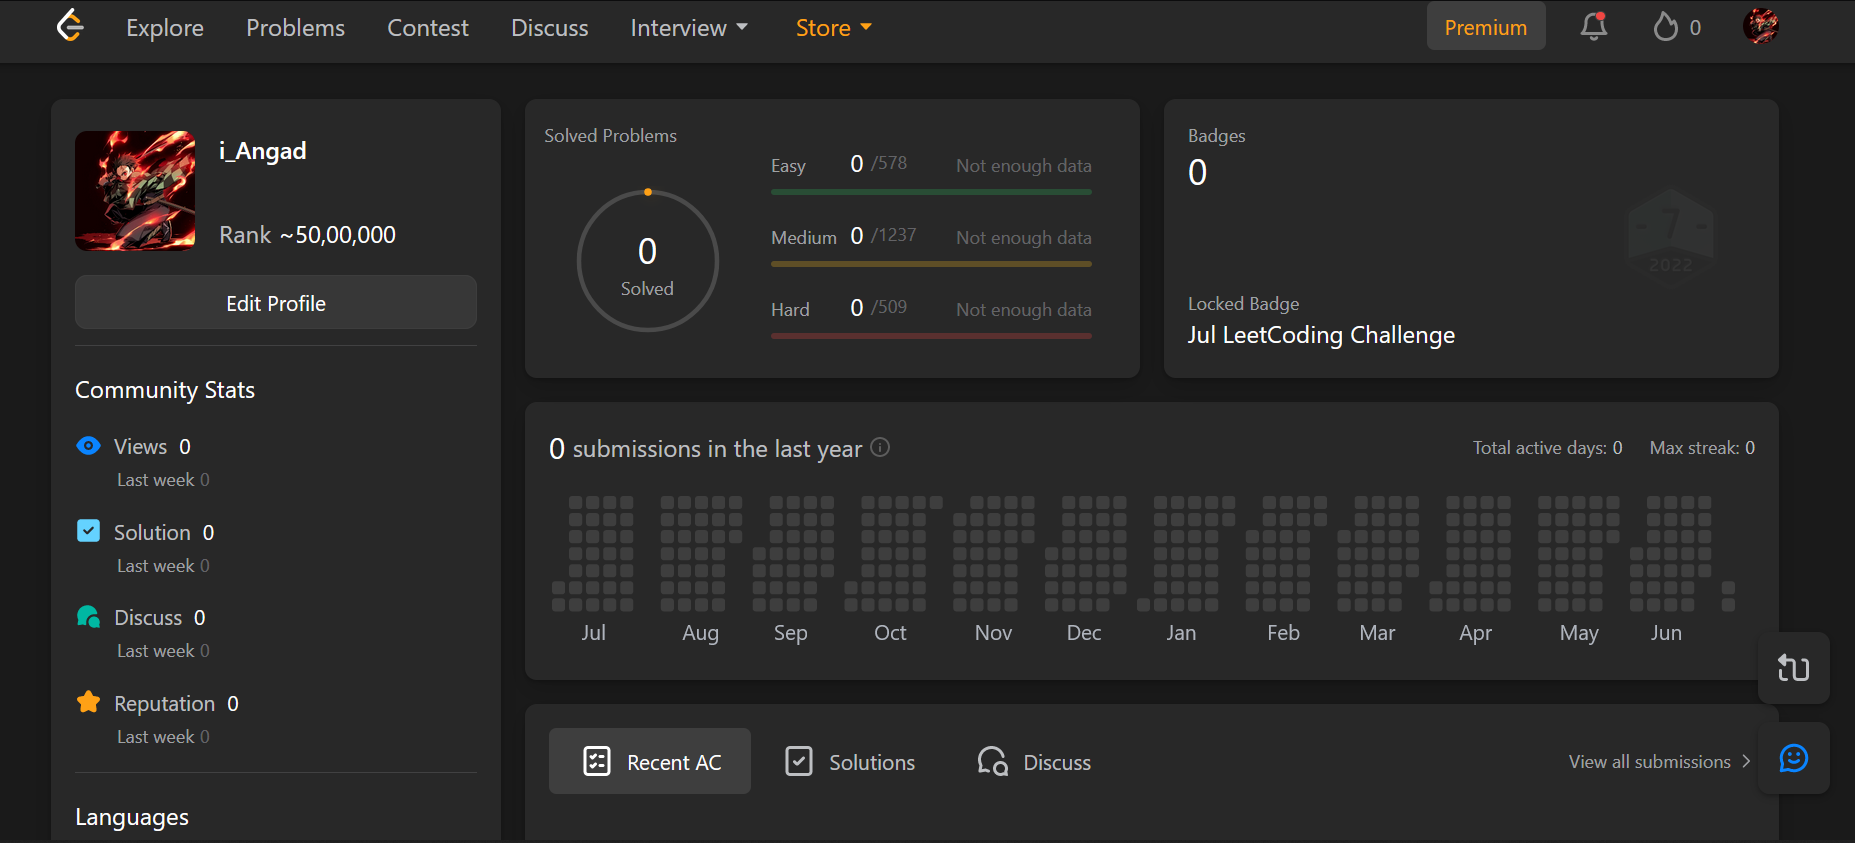 Explore Problems Contest Discuss Interview Store Premium 0
i_Angad
Rank ~50,00,000
Edit Profile
Community Stats
Views 0
Last week 0
Solution 0
Last week 0
Discuss 0
Last week 0
Reputation 0
Last week 0
Languages
Solved Problems
0
Solved
Easy 0 /578 Not enough data
Medium 0 /1237 Not enough data
Hard 0 /509 Not enough data
Badges
0
7
2022
Locked Badge
Jul LeetCoding Challenge
0 submissions in the last year Total active days: 0 Max streak: 0
Jul Aug Sep Oct Nov Dec Jan Feb Mar Apr May Jun
Recent AC Solutions Discuss View all submissions